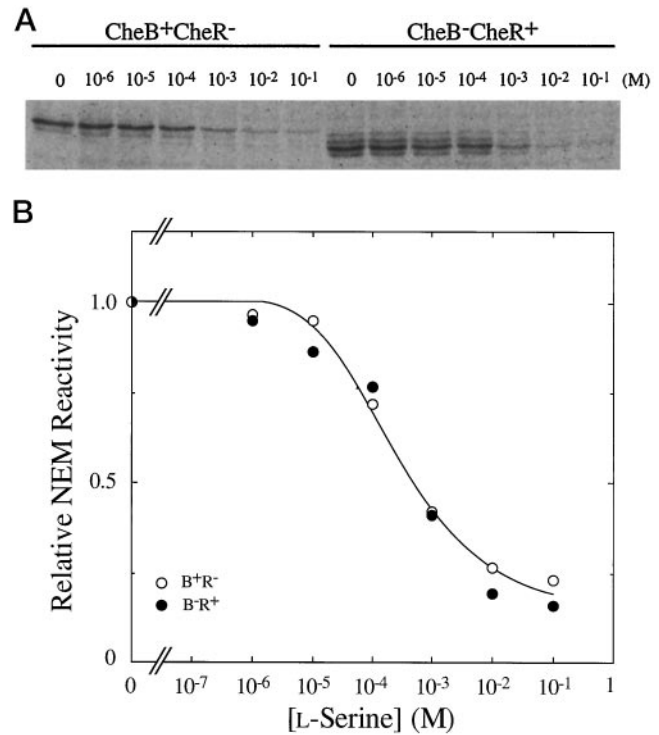 A
CheB⁺CheR⁻ CheB⁻CheR⁺
0 10⁻⁶ 10⁻⁵ 10⁻⁴ 10⁻³ 10⁻² 10⁻¹ 0 10⁻⁶ 10⁻⁵ 10⁻⁴ 10⁻³ 10⁻² 10⁻¹ (M)
B
1.0
0.5
0
Relative NEM Reactivity
B⁺R⁻
B⁻R⁺
0 10⁻⁷ 10⁻⁶ 10⁻⁵ 10⁻⁴ 10⁻³ 10⁻² 10⁻¹ 1
[L-Serine] (M)